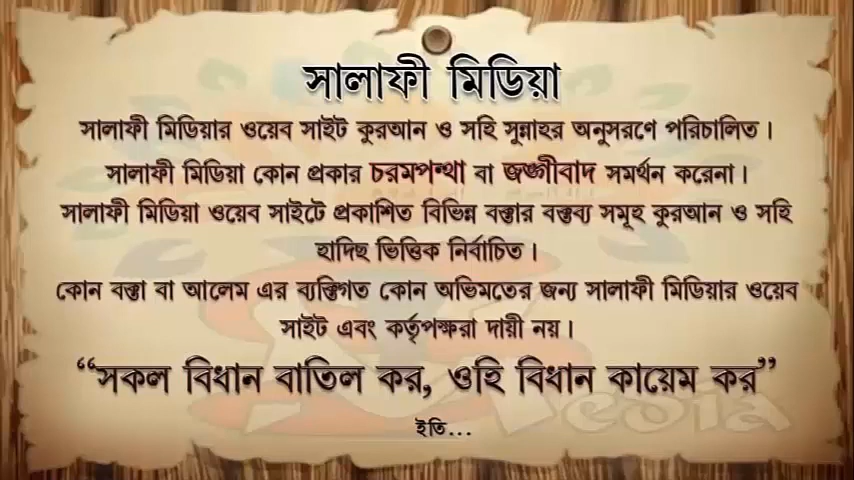 সালাফী মিডিয়া
সালাফী মিডিয়ার ওয়েব সাইট কুরআন ও সহি সুন্নাহর অনুসরণে পরিচালিত।
সালাফী মিডিয়া কোন প্রকার চরমপন্থা বা জঙ্গীবাদ সমর্থন করেনা।
সালাফী মিডিয়া ওয়েব সাইটে প্রকাশিত বিভিন্ন বক্তার বক্তব্য সমূহ কুরআন ও সহি
হাদিছ ভিত্তিক নির্বাচিত।
কোন বক্তা বা আলেম এর ব্যক্তিগত কোন অভিমতের জন্য সালাফী মিডিয়ার ওয়েব
সাইট এবং কর্তৃপক্ষরা দায়ী নয়।
“সকল বিধান বাতিল কর, ওহি বিধান কায়েম কর”
ইতি...